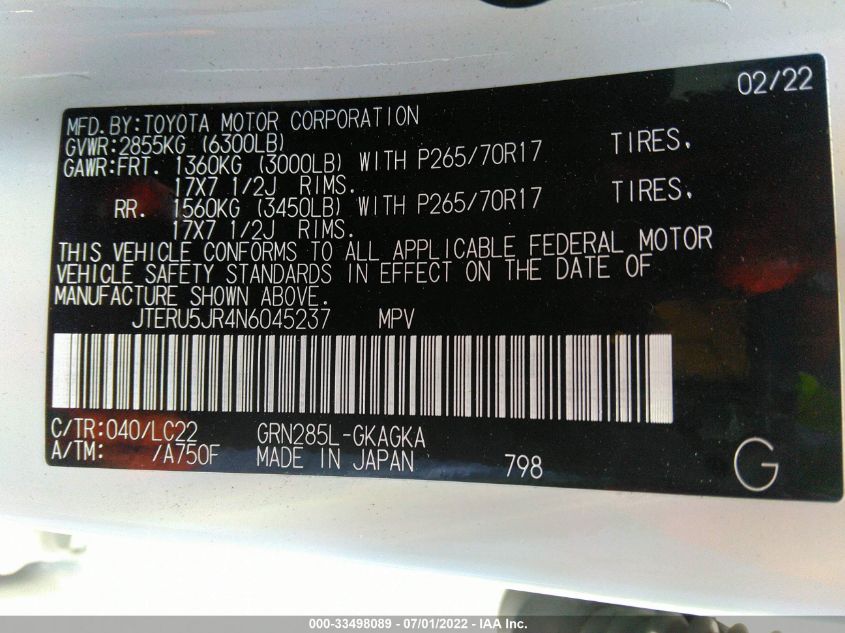 02/22
MFD. BY:TOYOTA MOTOR CORPORATION
GVWR:2855KG (6300LB)
GAWR:FRT. 1360KG (3000LB) WITH P265/70R17 TIRES.
17X7 1/2J RIMS.
RR. 1560KG (3450LB) WITH P265/70R17 TIRES.
17X7 1/2J RIMS.
THIS VEHICLE CONFORMS TO ALL APPLICABLE FEDERAL MOTOR
VEHICLE SAFETY STANDARDS IN EFFECT ON THE DATE OF
MANUFACTURE SHOWN ABOVE.
JTERU5JR4N6045237 MPV
C/TR:040/LC22 GRN285L-GKAGKA
A/TM: /A750F MADE IN JAPAN 798 G
000-33498089 - 07/01/2022 - IAA Inc.